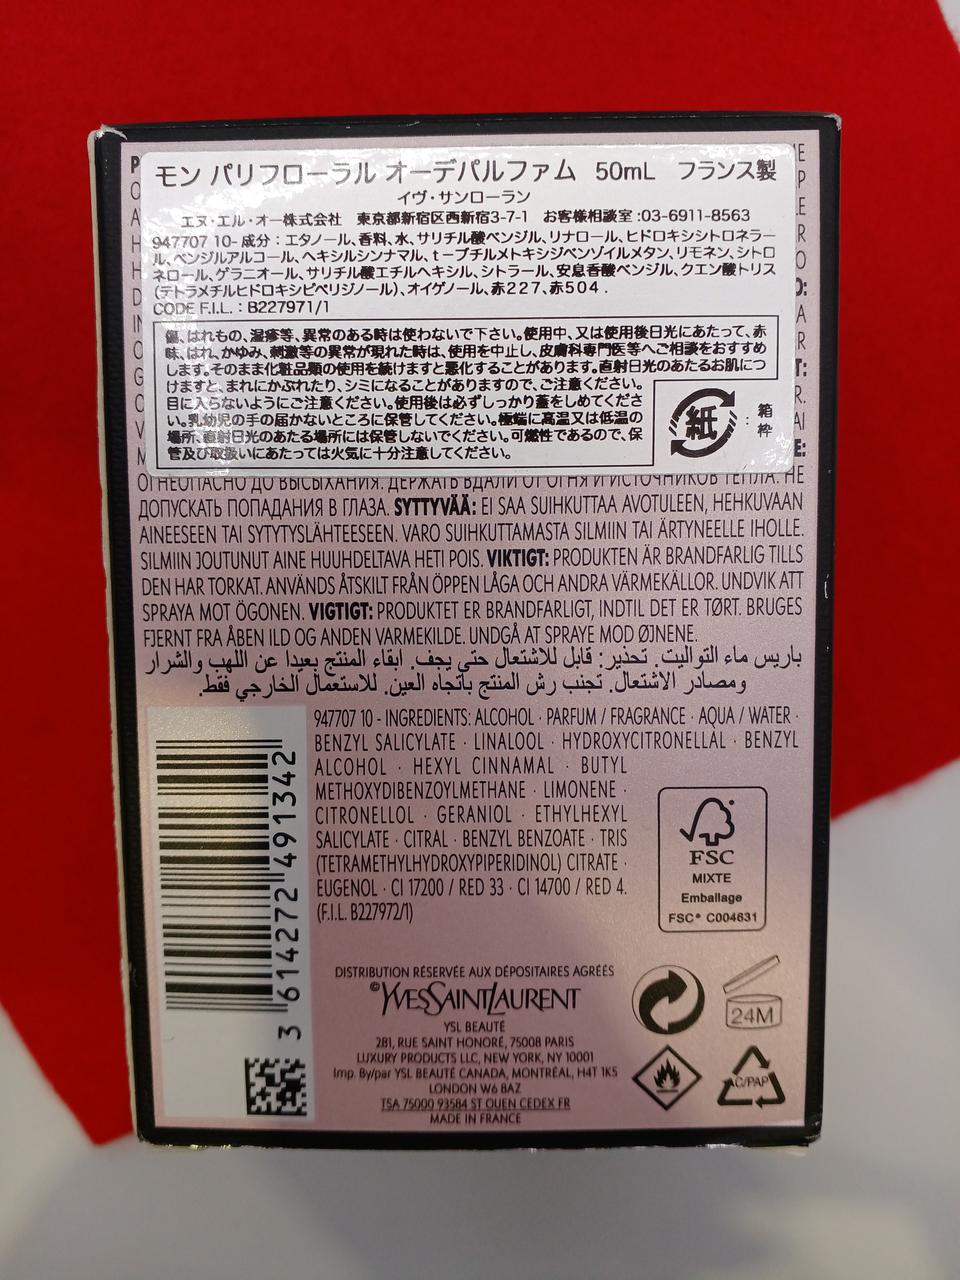 モン パリフローラル オーデパルファム 50mL フランス製
イヴ・サンローラン
エヌ・エル・オー株式会社 東京都新宿区西新宿3-7-1 お客様相談室:03-6911-8563
947707 10- 成分：エタノール、香料、水、サリチル酸ベンジル、リナロール、ヒドロキシシトロネラー
ル、ベンジルアルコール、ヘキシルシンナマル、t－ブチルメトキシジベンゾイルメタン、リモネン、シトロ
ネロール、ゲラニオール、サリチル酸エチルヘキシル、シトラール、安息香酸ベンジル、クエン酸トリス
(テトラメチルヒドロキシピペリジノール)、オイゲノール、赤227、赤504．
CODE F.I.L.：B227971/1
傷、はれもの、湿疹等、異常のある時は使わないで下さい。使用中、又は使用後日光にあたって、赤
味、はれ、かゆみ、刺激等の異常が現れた時は、使用を中止し、皮膚科専門医等へご相談をおすすめ
します。そのまま化粧品類の使用を続けますと悪化することがあります。直射日光のあたるお肌につ
けますと、まれにかぶれたり、シミになることがありますので、ご注意ください。
目に入らないようにご注意ください。使用後は必ずしっかり蓋をしめてくださ
い。乳幼児の手の届かないところに保管してください。極端に高温又は低温の
場所、直射日光のあたる場所には保管しないでください。可燃性であるので、保
管及び取扱いにあたっては火気に十分注意してください。
紙 : 箱
枠
ОГНЕОПАСНО ДО ВЫСЫХАНИЯ. ДЕРЖАТЬ ВДАЛИ ОТ ОГНЯ И ИСТОЧНИКОВ ТЕПЛА. НЕ
ДОПУСКАТЬ ПОПАДАНИЯ В ГЛАЗА. SYTTYVÄÄ: EI SAA SUIHKUTTAA AVOTULEEN, HEHKUVAAN
AINEESEEN TAI SYTYTYSLÄHTEESEEN. VARO SUIHKUTTAMASTA SILMIIN TAI ÄRTYNEELLE IHOLLE.
SILMIIN JOUTUNUT AINE HUUHDELTAVA HETI POIS. VIKTIGT: PRODUKTEN ÄR BRANDFARLIG TILLS
DEN HAR TORKAT. ANVÄNDS ÅTSKILT FRÅN ÖPPEN LÅGA OCH ANDRA VÄRMEKÄLLOR. UNDVIK ATT
SPRAYA MOT ÖGONEN. VIGTIGT: PRODUKTET ER BRANDFARLIGT, INDTIL DET ER TØRT. BRUGES
FJERNT FRA ÅBEN ILD OG ANDEN VARMEKILDE. UNDGÅ AT SPRAYE MOD ØJNENE.
باريس ماء التواليت. تحذير: قابل للاشتعال حتى يجف. ابقاء المنتج بعيدا عن اللهب والشرار
ومصادر الاشتعال. تجنب رش المنتج باتجاه العين. للاستعمال الخارجي فقط.
947707 10 - INGREDIENTS: ALCOHOL · PARFUM / FRAGRANCE · AQUA / WATER ·
BENZYL SALICYLATE · LINALOOL · HYDROXYCITRONELLAL · BENZYL
ALCOHOL · HEXYL CINNAMAL · BUTYL
METHOXYDIBENZOYLMETHANE · LIMONENE ·
CITRONELLOL · GERANIOL · ETHYLHEXYL
SALICYLATE · CITRAL · BENZYL BENZOATE · TRIS
(TETRAMETHYLHYDROXYPIPERIDINOL) CITRATE ·
EUGENOL · CI 17200 / RED 33 · CI 14700 / RED 4.
(F.I.L. B227972/1)
3 614272 491342
FSC
MIXTE
Emballage
FSC® C004631
DISTRIBUTION RÉSERVÉE AUX DÉPOSITAIRES AGRÉÉS
©YVESSAINTLAURENT
YSL BEAUTÉ
281, RUE SAINT HONORÉ, 75008 PARIS
LUXURY PRODUCTS LLC, NEW YORK, NY 10001
Imp. By/par YSL BEAUTÉ CANADA, MONTRÉAL, H4T 1K5
LONDON W6 8AZ
TSA 75000 93584 ST OUEN CEDEX FR
MADE IN FRANCE
24M
C/PAP